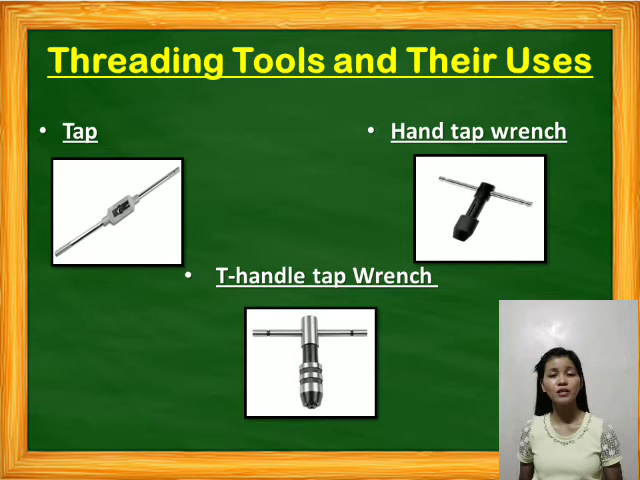 Threading Tools and Their Uses
• Tap
• Hand tap wrench
• T-handle tap Wrench